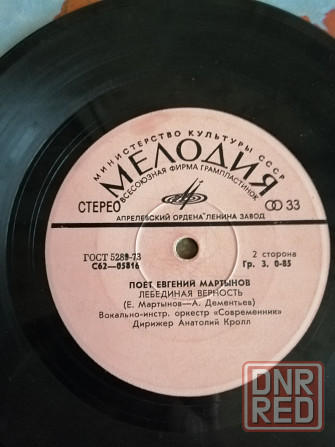 МИНИСТЕРСТВО КУЛЬТУРЫ СССР
МЕЛОДИЯ
ВСЕСОЮЗНАЯ ФИРМА ГРАМПЛАСТИНОК
СТЕРЕО 33
АПРЕЛЕВСКИЙ ОРДЕНА ЛЕНИНА ЗАВОД
ГОСТ 5289-73
С62—05816
2 сторона
Гр. 3. 0-85
ПОЕТ ЕВГЕНИЙ МАРТЫНОВ
ЛЕБЕДИНАЯ ВЕРНОСТЬ
(Е. Мартынов—А. Дементьев)
Вокально-инстр. оркестр «Современник»
Дирижер Анатолий Кролл
DNR
RED